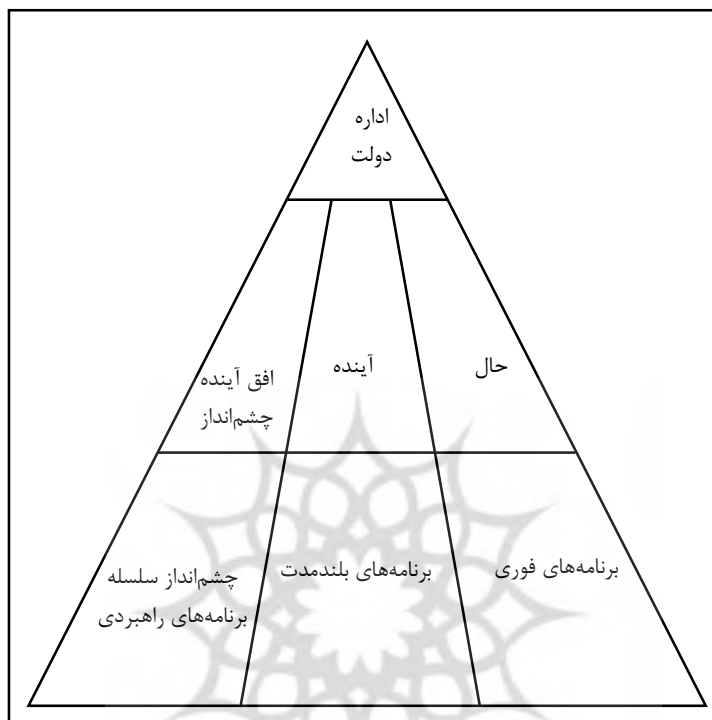 اداره
دولت
حال
آینده
افق آینده
چشم‌انداز
برنامه‌های فوری
برنامه‌های بلندمدت
چشم‌انداز سلسله
برنامه‌های راهبردی